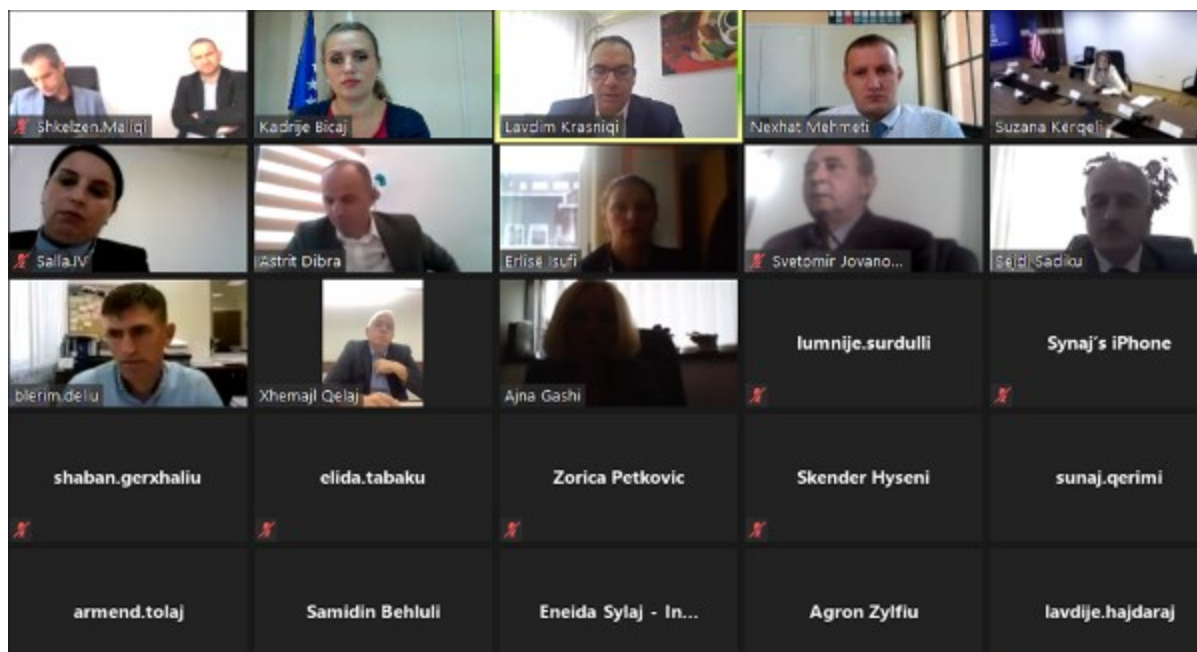 Shkelzen.Maliqi
Kadrije Bicaj
Lavdim Krasniqi
Nexhat Mehmeti
Suzana Kërqeli
Salla.IV
Astrit Dibra
Erlisë Isufi
Svetomir Jovano...
Sejdi Sadiku
blerim.deliu
Xhemajl Qelaj
Ajna Gashi
lumnije.surdulli
Synaj's iPhone
shaban.gerxhaliu
elida.tabaku
Zorica Petkovic
Skender Hyseni
sunaj.qerimi
armend.tolaj
Samidin Behluli
Eneida Sylaj - In...
Agron Zylfiu
lavdije.hajdaraj